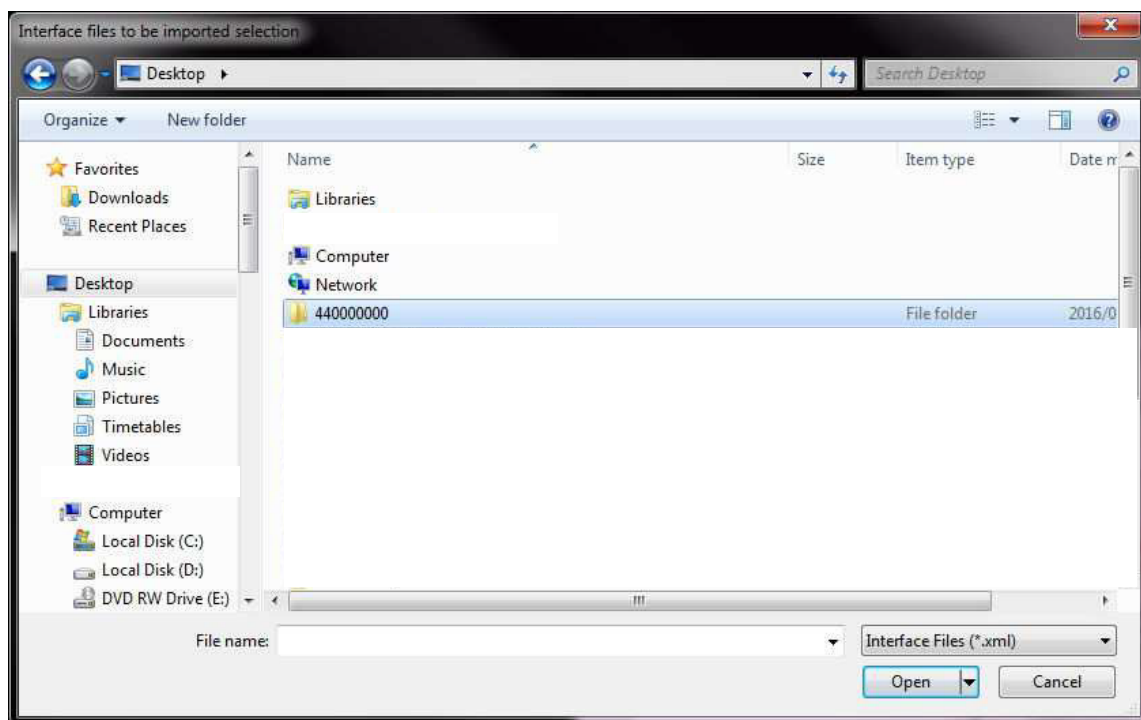 Interface files to be imported selection
Desktop
Search Desktop
Organize
New folder
Favorites
Downloads
Recent Places
Desktop
Libraries
Documents
Music
Pictures
Timetables
Videos
Computer
Local Disk (C:)
Local Disk (D:)
DVD RW Drive (E:)
Name Size Item type Date m
Libraries
Computer
Network
440000000 File folder 2016/0
File name:
Interface Files (*.xml)
Open
Cancel